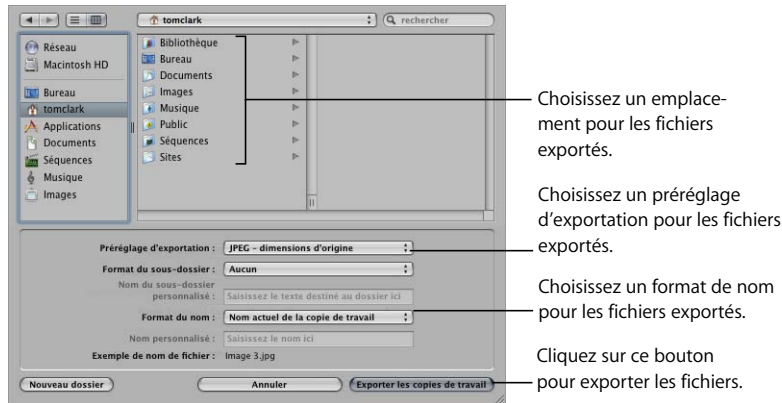 tomclark
rechercher
Réseau
Macintosh HD
Bureau
tomclark
Applications
Documents
Séquences
Musique
Images
Bibliothèque
Bureau
Documents
Images
Musique
Public
Séquences
Sites
Préréglage d'exportation : JPEG - dimensions d'origine
Format du sous-dossier : Aucun
Nom du sous-dossier
personnalisé : Saisissez le texte destiné au dossier ici
Format du nom : Nom actuel de la copie de travail
Nom personnalisé : Saisissez le nom ici
Exemple de nom de fichier : Image 3.jpg
Nouveau dossier
Annuler
Exporter les copies de travail
Choisissez un emplace-
ment pour les fichiers
exportés.
Choisissez un préréglage
d'exportation pour les fichiers
exportés.
Choisissez un format de nom
pour les fichiers exportés.
Cliquez sur ce bouton
pour exporter les fichiers.